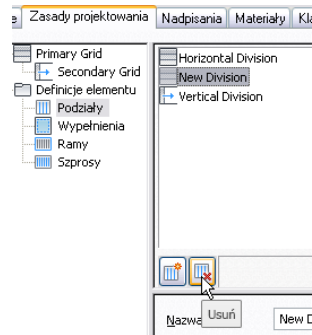 Zasady projektowania Nadpisania Materiały
Primary Grid
Secondary Grid
Definicje elementu
Podziały
Wypełnienia
Ramy
Szprosy
Horizontal Division
New Division
Vertical Division
Usuń
New